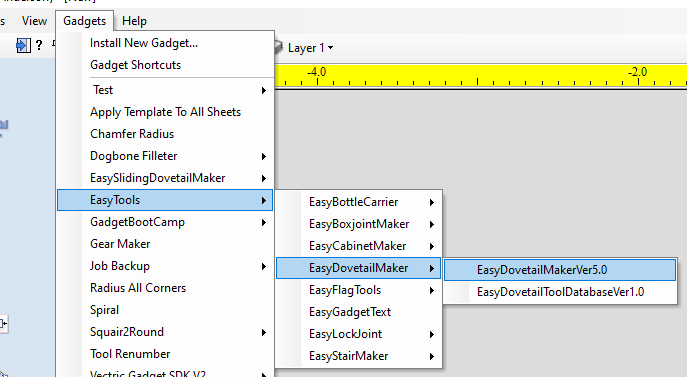 View Gadgets Help
?
Layer 1
-4.0 -2.0
Install New Gadget...
Gadget Shortcuts
Test
Apply Template To All Sheets
Chamfer Radius
Dogbone Filleter
EasySlidingDovetailMaker
EasyTools
GadgetBootCamp
Gear Maker
Job Backup
Radius All Corners
Spiral
Squair2Round
Tool Renumber
Vectric Gadget SDK V2
EasyBottleCarrier
EasyBoxjointMaker
EasyCabinetMaker
EasyDovetailMaker
EasyFlagTools
EasyGadgetText
EasyLockJoint
EasyStairMaker
EasyDovetailMakerVer5.0
EasyDovetailToolDatabaseVer1.0